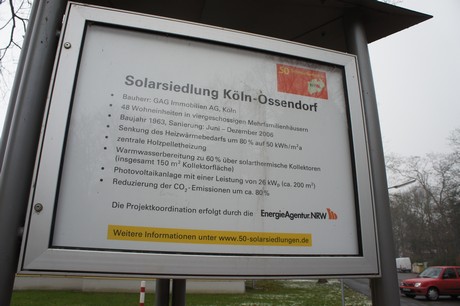 50
Solarsiedlung Köln-Ossendorf
• Bauherr: GAG Immobilien AG, Köln
• 48 Wohneinheiten in viergeschossigen Mehrfamilienhäusern
• Baujahr 1963, Sanierung: Juni - Dezember 2006
• Senkung des Heizwärmebedarfs um 80 % auf 50 kWh/m²a
• zentrale Holzpelletheizung
• Warmwasserbereitung zu 60 % über solarthermische Kollektoren
(insgesamt 150 m² Kollektorfläche)
• Photovoltaikanlage mit einer Leistung von 26 kWp (ca. 200 m²)
• Reduzierung der CO₂-Emissionen um ca. 80 %
Die Projektkoordination erfolgt durch die EnergieAgentur.NRW
Weitere Informationen unter www.50-solarsiedlungen.de